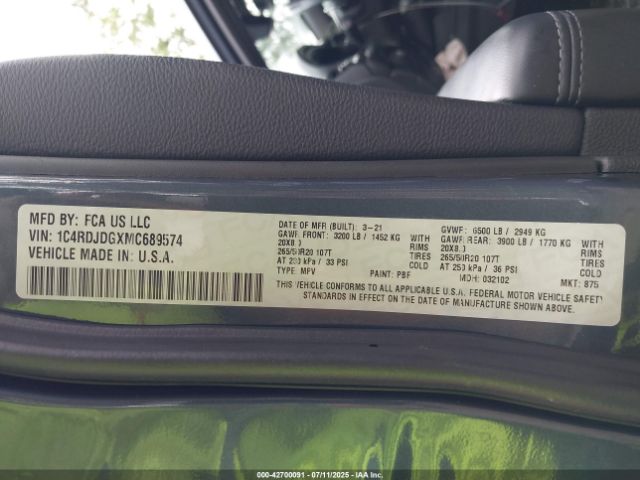 MFD BY: FCA US LLC
VIN: 1C4RDJDGXMC689574
VEHICLE MADE IN: U.S.A.
DATE OF MFR (BUILT): 3-21
GAWR FRONT: 3200 LB / 1452 KG WITH
20X8.0 RIMS
265/50R20 107T TIRES
AT 230 kPa / 33 PSI COLD
TYPE: MPV PAINT: PBF
GVWR: 6500 LB / 2949 KG
GAWR REAR: 3900 LB / 1770 KG WITH
20X8.0 RIMS
265/50R20 107T TIRES
AT 250 kPa / 36 PSI COLD
MDH: 032102 MKT: 875
THIS VEHICLE CONFORMS TO ALL APPLICABLE U.S.A. FEDERAL MOTOR VEHICLE SAFETY
STANDARDS IN EFFECT ON THE DATE OF MANUFACTURE SHOWN ABOVE.
000-42700091 - 07/11/2025 - IAAI.COM